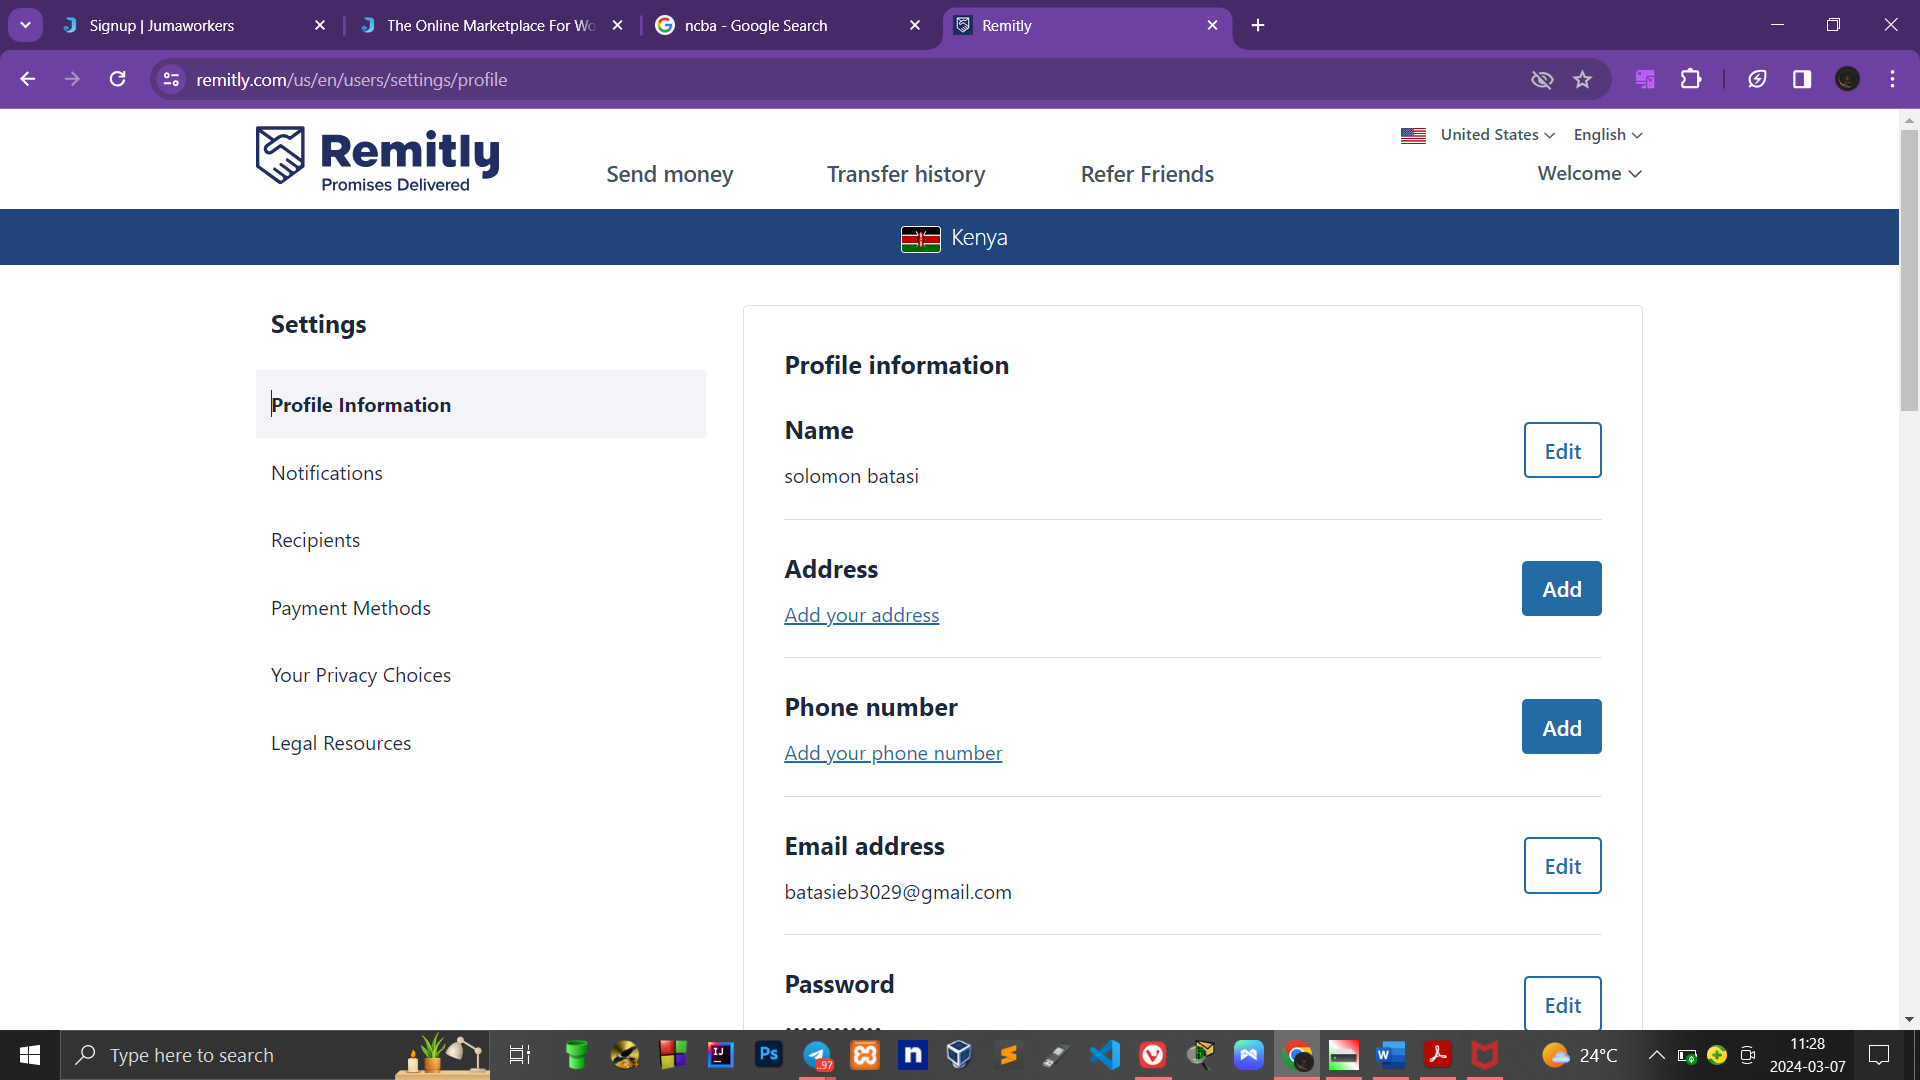 Signup | Jumaworkers
The Online Marketplace For Wo
ncba - Google Search
Remitly
remitly.com/us/en/users/settings/profile
Remitly
Promises Delivered
Send money
Transfer history
Refer Friends
United States
English
Welcome
Kenya
Settings
Profile Information
Notifications
Recipients
Payment Methods
Your Privacy Choices
Legal Resources
Profile information
Name
solomon batasi
Edit
Address
Add your address
Add
Phone number
Add your phone number
Add
Email address
batasieb3029@gmail.com
Edit
Password
Edit
Type here to search
24°C
11:28
2024-03-07